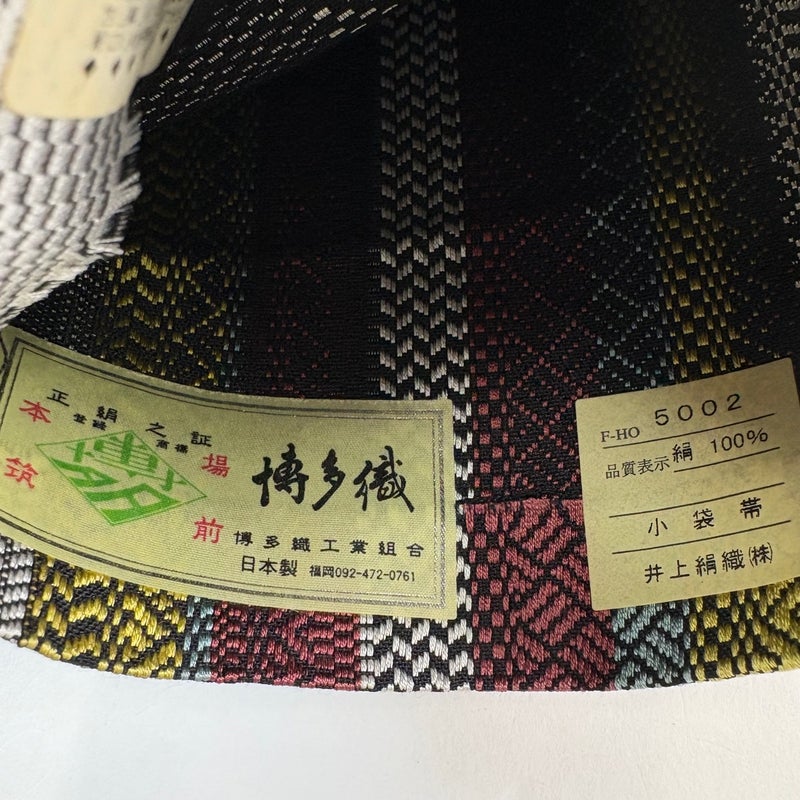 正絹之証
登録 商標
本場
筑前
博多
博多織
博多織工業組合
日本製 福岡092-472-0761
F-HO 5002
品質表示 絹 100%
小袋帯
井上絹織(株)